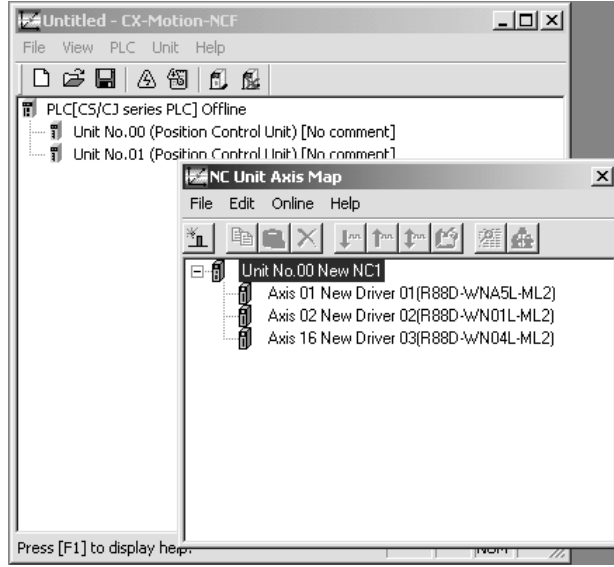 Untitled - CX-Motion-NCF
File View PLC Unit Help
PLC[CS/CJ series PLC] Offline
Unit No.00 (Position Control Unit) [No comment]
Unit No.01 (Position Control Unit) [No comment]
NC Unit Axis Map
File Edit Online Help
Unit No.00 New NC1
Axis 01 New Driver 01(R88D-WNA5L-ML2)
Axis 02 New Driver 02(R88D-WN01L-ML2)
Axis 16 New Driver 03(R88D-WN04L-ML2)
Press [F1] to display help.
NUM